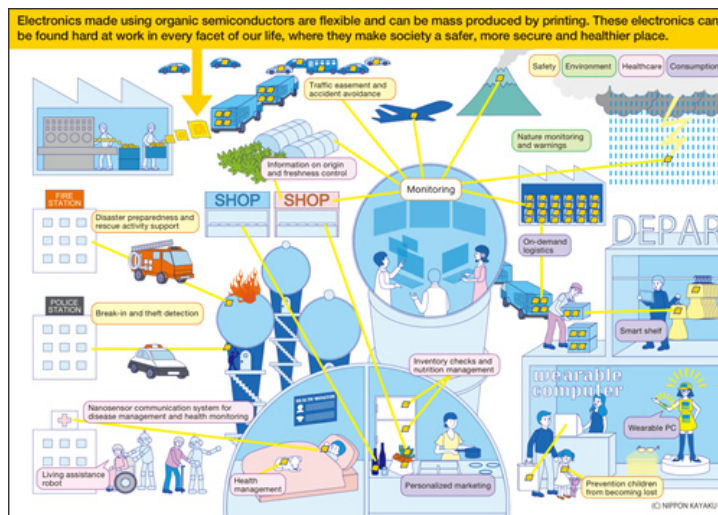 Electronics made using organic semiconductors are flexible and can be mass produced by printing. These electronics can
be found hard at work in every facet of our life, where they make society a safer, more secure and healthier place.
Safety Environment Healthcare Consumption
Traffic easement and
accident avoidance
Nature monitoring
and warnings
Information on origin
and freshness control
Monitoring
FIRE
STATION
SHOP SHOP
Disaster preparedness and
rescue activity support
On-demand
logistics
DEPAR
POLICE
STATION
Break-in and theft detection
Smart shelf
Inventory checks and
nutrition management
wearable
computer
Nanosensor communication system for
disease management and health monitoring
HEALTH MONITOR
Wearable PC
Living assistance
robot
Health
management
Personalized marketing
Prevention children
from becoming lost
(C) NIPPON KAYAKU